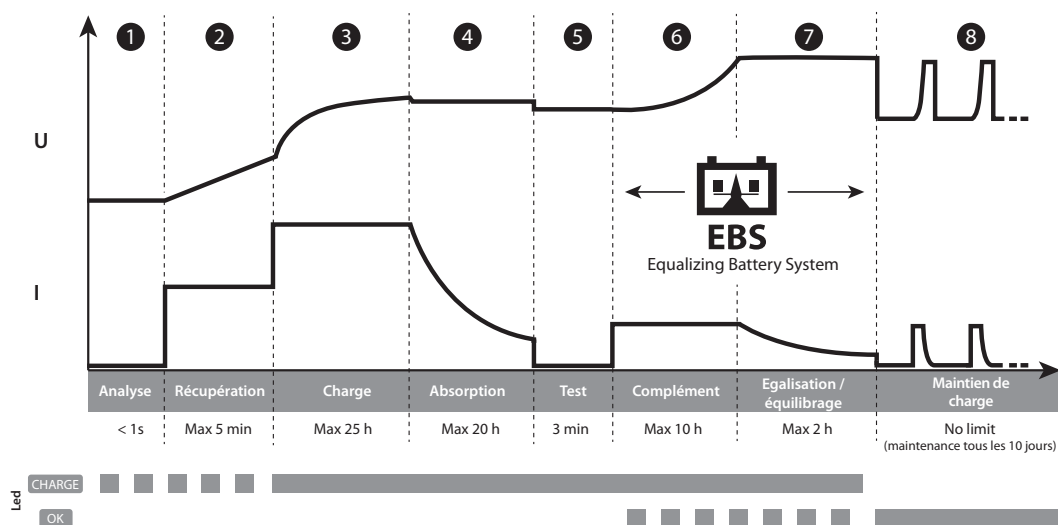 1 2 3 4 5 6 7 8
U
EBS
Equalizing Battery System
I
Analyse Récupération Charge Absorption Test Complément Egalisation / équilibrage Maintien de charge
< 1s Max 5 min Max 25 h Max 20 h 3 min Max 10 h Max 2 h No limit
(maintenance tous les 10 jours)
Led
CHARGE
OK